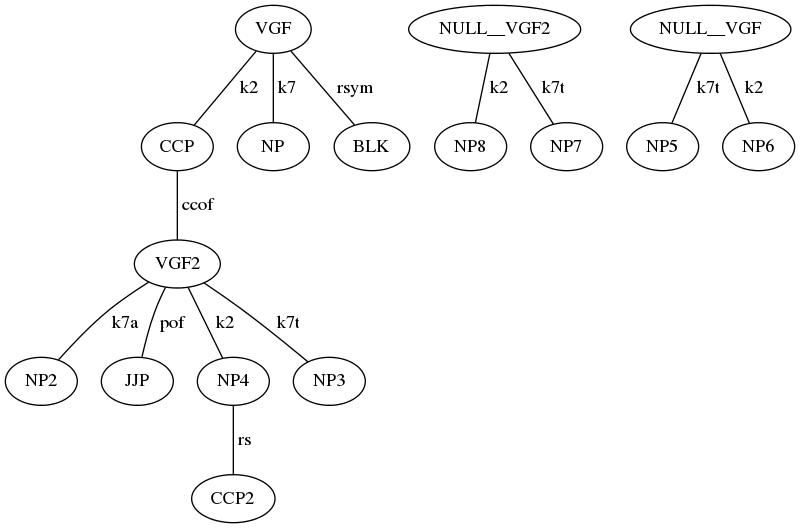 VGF NULL__VGF2 NULL__VGF
k2 k7 rsym k2 k7t k7t k2
CCP NP BLK NP8 NP7 NP5 NP6
ccof
VGF2
k7a pof k2 k7t
NP2 JJP NP4 NP3
rs
CCP2